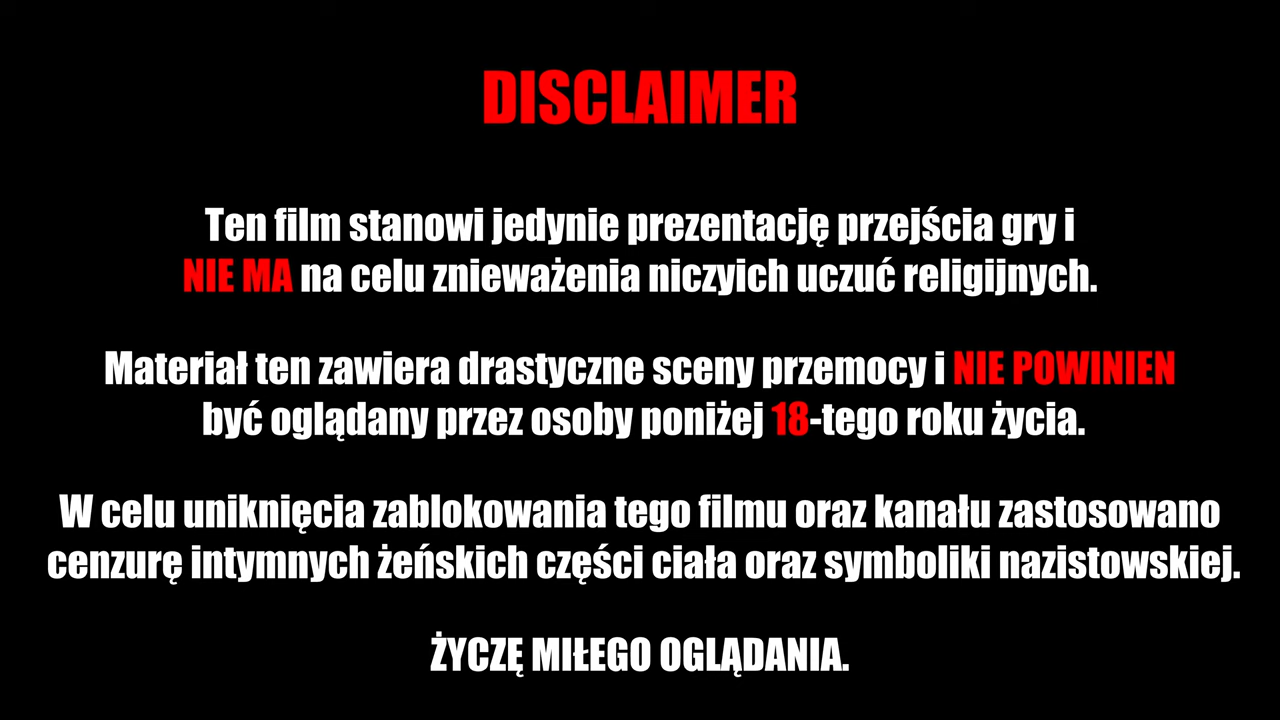 DISCLAIMER
Ten film stanowi jedynie prezentację przejścia gry i
NIE MA na celu znieważenia niczyich uczuć religijnych.
Materiał ten zawiera drastyczne sceny przemocy i NIE POWINIEN
być oglądany przez osoby poniżej 18-tego roku życia.
W celu uniknięcia zablokowania tego filmu oraz kanału zastosowano
cenzurę intymnych żeńskich części ciała oraz symboliki nazistowskiej.
ŻYCZĘ MIŁEGO OGLĄDANIA.